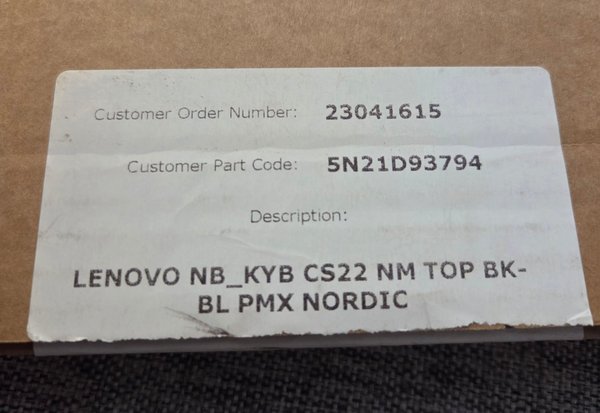 Customer Order Number: 23041615
Customer Part Code: 5N21D93794
Description:
LENOVO NB_KYB CS22 NM TOP BK-
BL PMX NORDIC